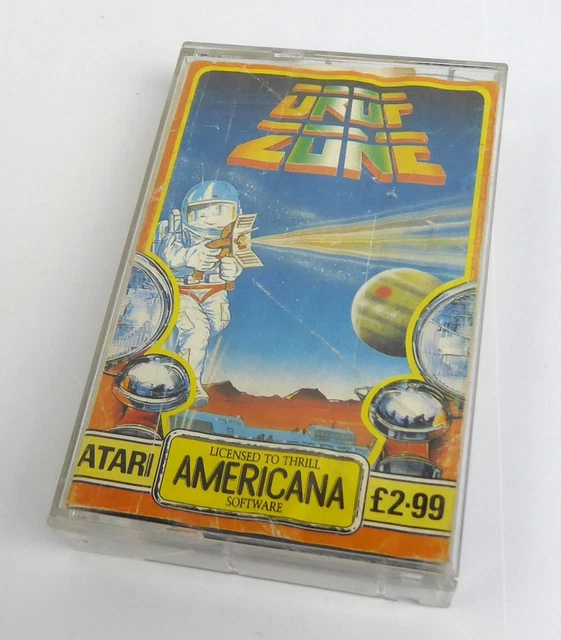 DROP
ZONE
ATARI
LICENSED TO THRILL
AMERICANA
SOFTWARE
£2·99